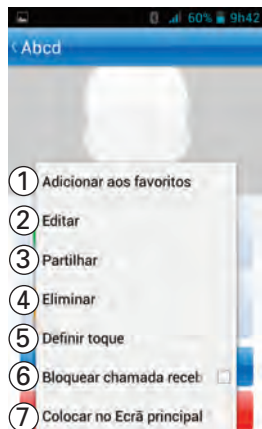 60% 9h42
Abcd
1 Adicionar aos favoritos
2 Editar
3 Partilhar
4 Eliminar
5 Definir toque
6 Bloquear chamada receb
7 Colocar no Ecrã principal